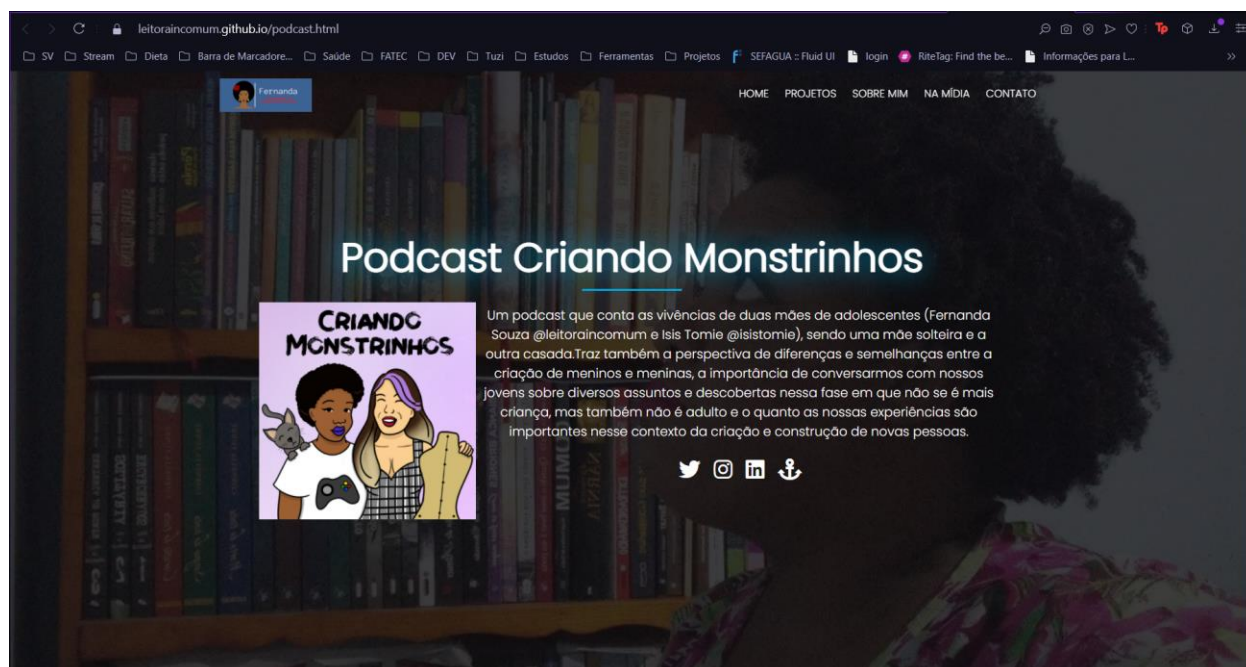 leitoraincomum.github.io/podcast.html
SV Stream Dieta Barra de Marcadore... Saúde FATEC DEV Tuzi Estudos Ferramentas Projetos SEFAGUA :: Fluid UI login RiteTag: Find the be... Informações para L...
Fernanda
HOME PROJETOS SOBRE MIM NA MÍDIA CONTATO
Podcast Criando Monstrinhos
CRIANDO
MONSTRINHOS
Um podcast que conta as vivências de duas mães de adolescentes (Fernanda
Souza @leitoraincomum e Isis Tomie @isistomie), sendo uma mãe solteira e a
outra casada.Traz também a perspectiva de diferenças e semelhanças entre a
criação de meninos e meninas, a importância de conversarmos com nossos
jovens sobre diversos assuntos e descobertas nessa fase em que não se é mais
criança, mas também não é adulto e o quanto as nossas experiências são
importantes nesse contexto da criação e construção de novas pessoas.